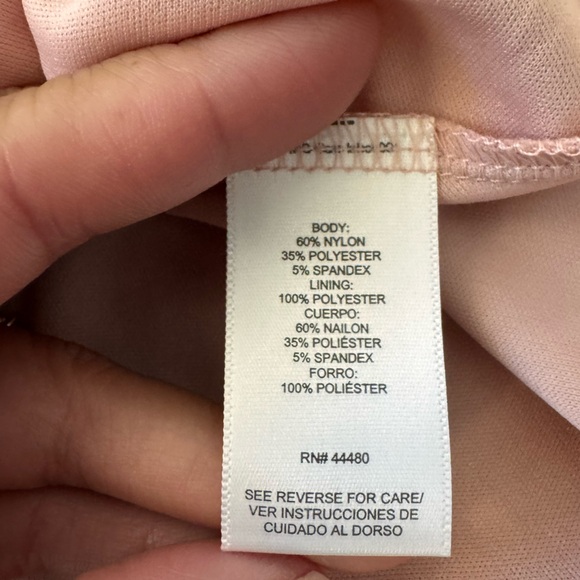 BODY:
60% NYLON
35% POLYESTER
5% SPANDEX
LINING:
100% POLYESTER
CUERPO:
60% NAILON
35% POLIÉSTER
5% SPANDEX
FORRO:
100% POLIÉSTER
RN# 44480
SEE REVERSE FOR CARE/
VER INSTRUCCIONES DE
CUIDADO AL DORSO